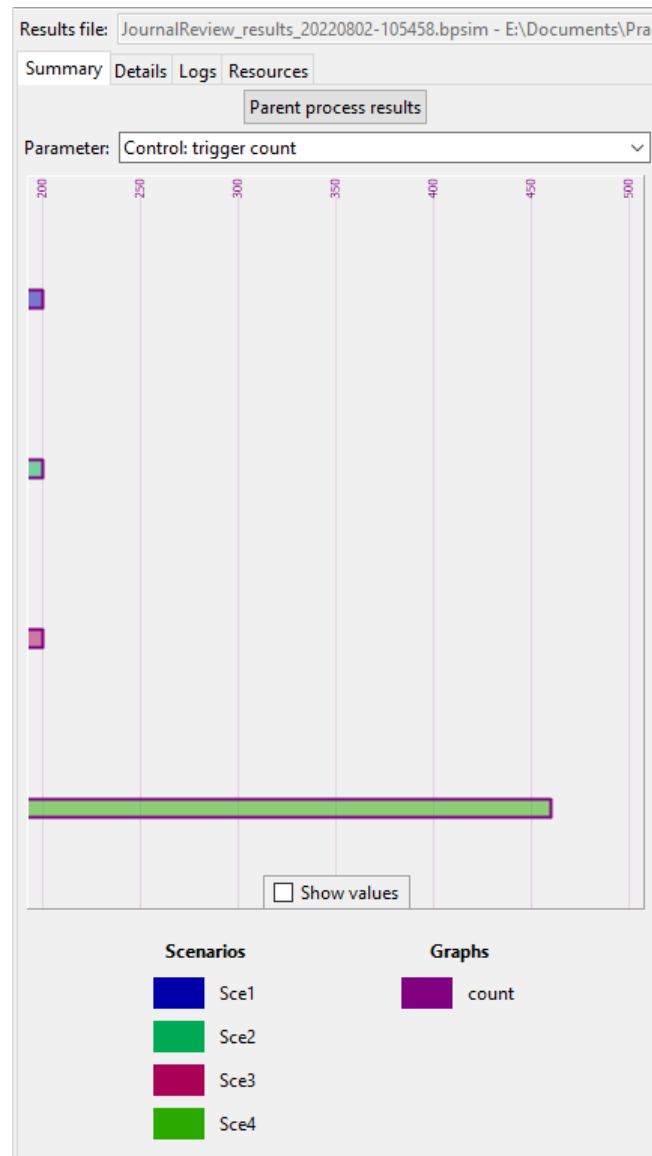 Results file: JournalReview_results_20220802-105458.bpsim - E:\Documents\Pra
Summary Details Logs Resources
Parent process results
Parameter: Control: trigger count
200 250 300 350 400 450 500
Show values
Scenarios Graphs
Sce1 count
Sce2
Sce3
Sce4